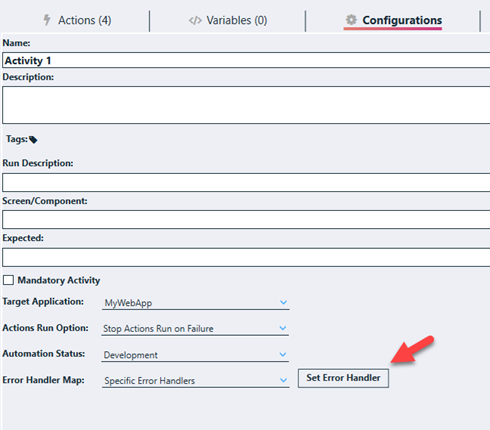 Actions (4) Variables (0) Configurations
Name:
Activity 1
Description:
Tags:
Run Description:
Screen/Component:
Expected:
Mandatory Activity
Target Application: MyWebApp
Actions Run Option: Stop Actions Run on Failure
Automation Status: Development
Error Handler Map: Specific Error Handlers Set Error Handler